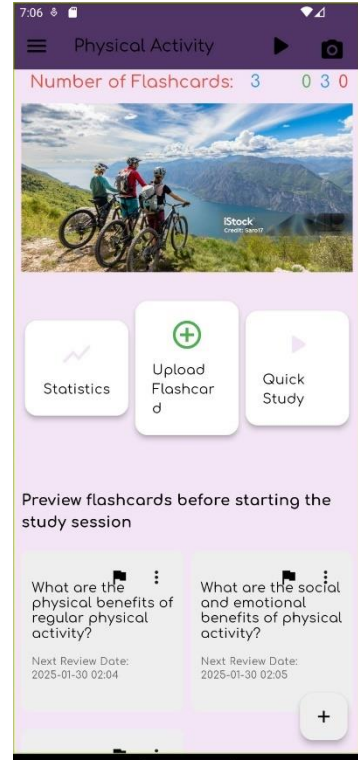 7:06
Physical Activity
Number of Flashcards: 3 0 3 0
iStock
Credit: Saro17
Statistics
Upload
Flashcar
d
Quick
Study
Preview flashcards before starting the
study session
What are the
physical benefits of
regular physical
activity?
Next Review Date:
2025-01-30 02:04
What are the social
and emotional
benefits of physical
activity?
Next Review Date:
2025-01-30 02:05